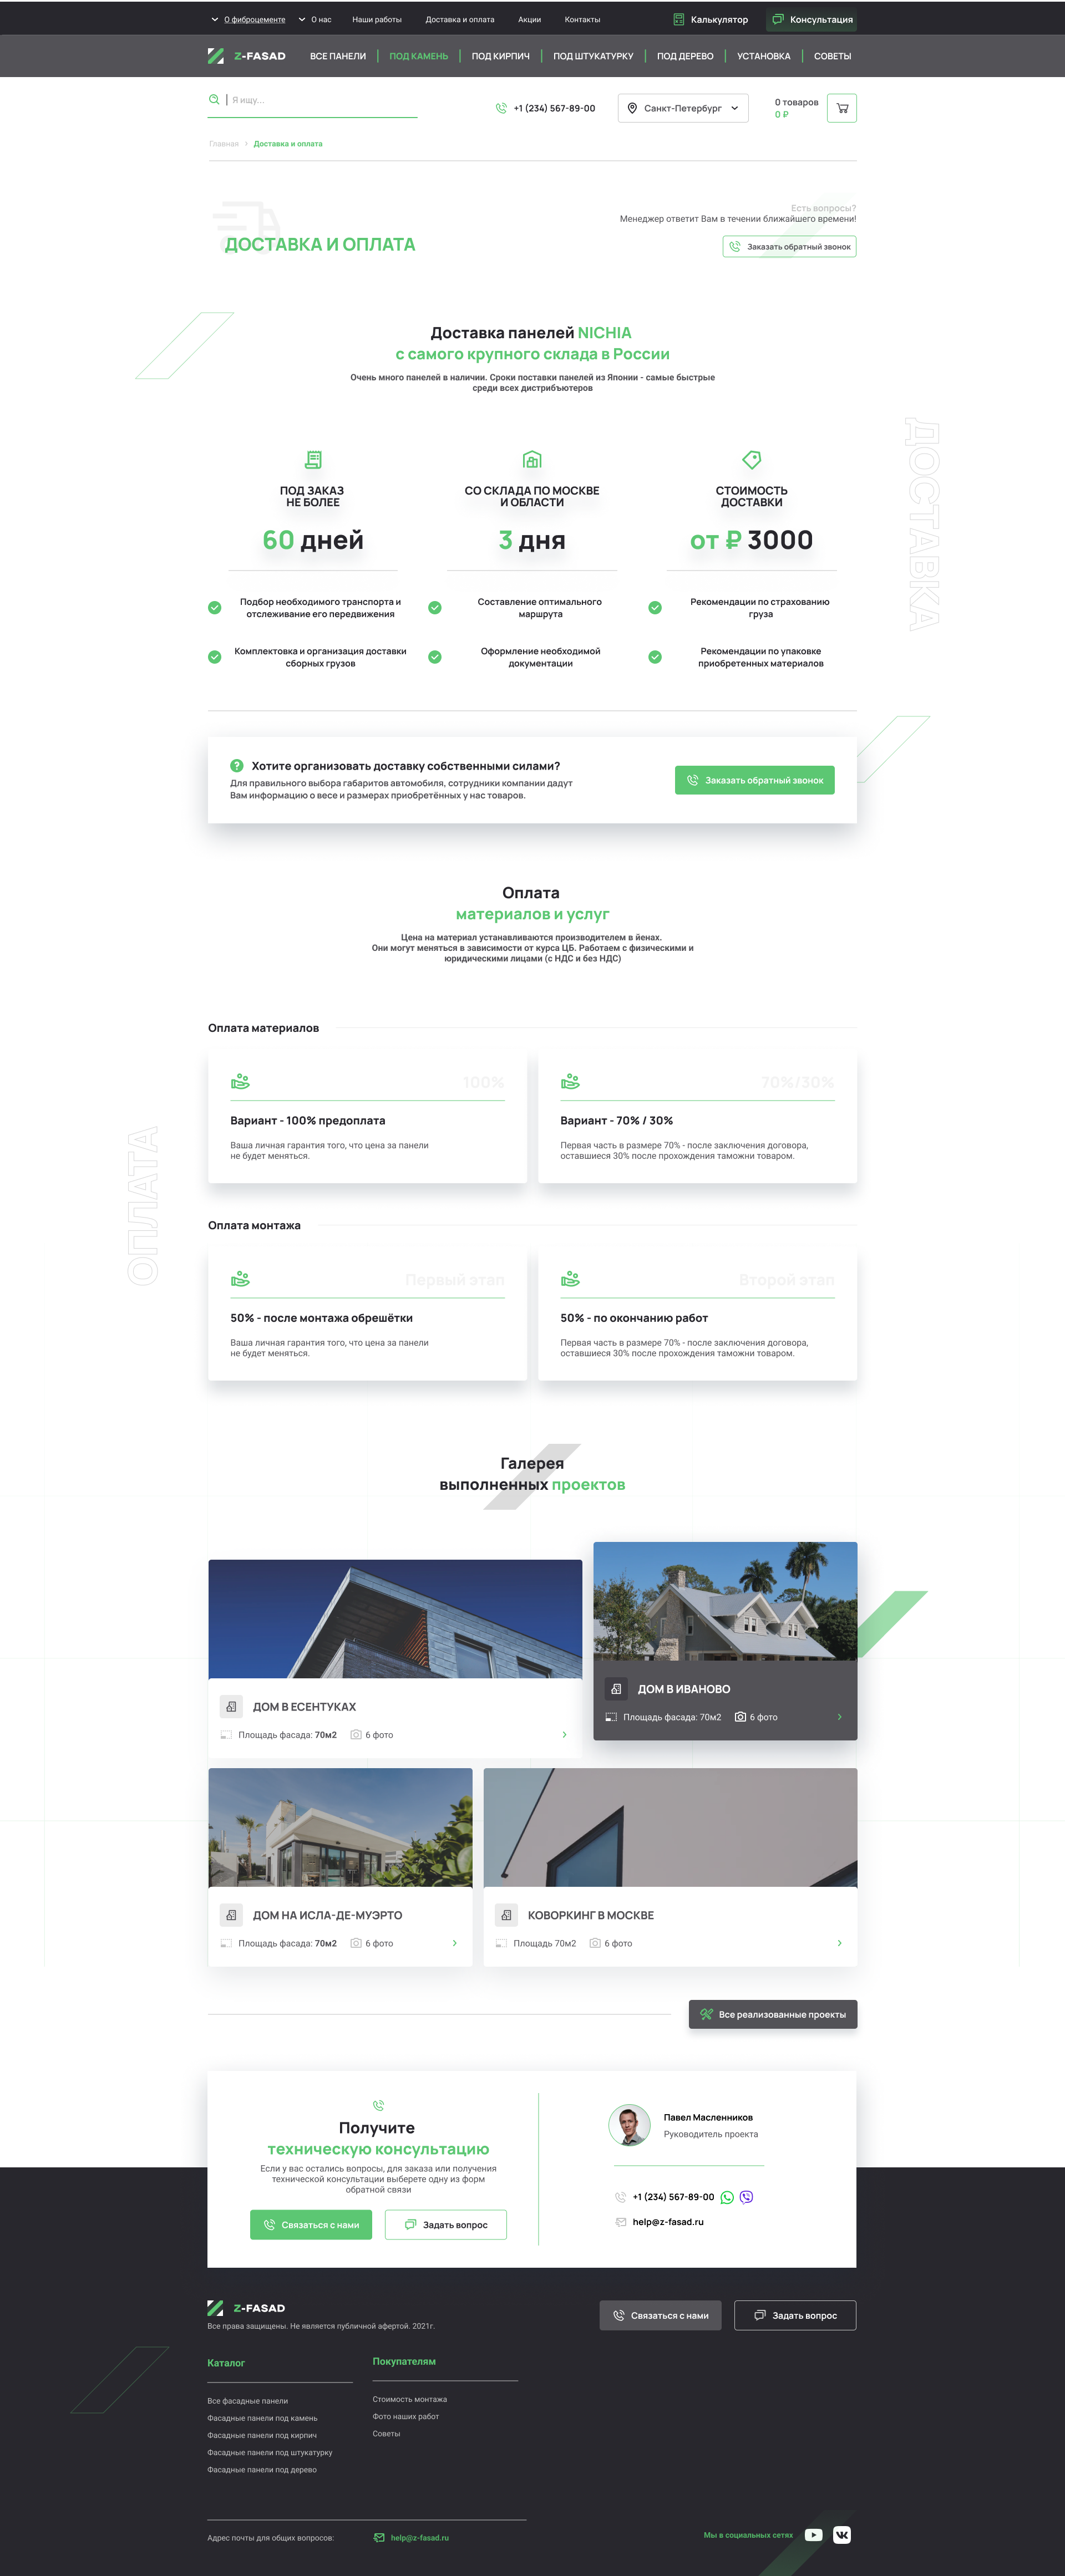 О фиброцементе
О нас
Наши работы
Доставка и оплата
Акции
Контакты
Калькулятор
Консультация
Z-FASAD
ВСЕ ПАНЕЛИ
ПОД КАМЕНЬ
ПОД КИРПИЧ
ПОД ШТУКАТУРКУ
ПОД ДЕРЕВО
УСТАНОВКА
СОВЕТЫ
Я ищу...
+1 (234) 567-89-00
Санкт-Петербург
0 товаров
0 ₽
Главная
Доставка и оплата
Есть вопросы?
Менеджер ответит Вам в течении ближайшего времени!
ДОСТАВКА И ОПЛАТА
Заказать обратный звонок
Доставка панелей NICHIA
с самого крупного склада в России
Очень много панелей в наличии. Сроки поставки панелей из Японии - самые быстрые
среди всех дистрибъютеров
ДОСТАВКА
ПОД ЗАКАЗ
НЕ БОЛЕЕ
60 дней
СО СКЛАДА ПО МОСКВЕ
И ОБЛАСТИ
3 дня
СТОИМОСТЬ
ДОСТАВКИ
от ₽ 3000
Подбор необходимого транспорта и
отслеживание его передвижения
Составление оптимального
маршрута
Рекомендации по страхованию
груза
Комплектовка и организация доставки
сборных грузов
Оформление необходимой
документации
Рекомендации по упаковке
приобретенных материалов
Хотите организовать доставку собственными силами?
Для правильного выбора габаритов автомобиля, сотрудники компании дадут
Вам информацию о весе и размерах приобретённых у нас товаров.
Заказать обратный звонок
Оплата
материалов и услуг
Цена на материал устанавливаются производителем в йенах.
Они могут меняться в зависимости от курса ЦБ. Работаем с физическими и
юридическими лицами (с НДС и без НДС)
ОПЛАТА
Оплата материалов
100%
Вариант - 100% предоплата
Ваша личная гарантия того, что цена за панели
не будет меняться.
70%/30%
Вариант - 70% / 30%
Первая часть в размере 70% - после заключения договора,
оставшиеся 30% после прохождения таможни товаром.
Оплата монтажа
Первый этап
50% - после монтажа обрешётки
Ваша личная гарантия того, что цена за панели
не будет меняться.
Второй этап
50% - по окончанию работ
Первая часть в размере 70% - после заключения договора,
оставшиеся 30% после прохождения таможни товаром.
Галерея
выполненных проектов
ДОМ В ЕСЕНТУКАХ
Площадь фасада: 70м2
6 фото
ДОМ В ИВАНОВО
Площадь фасада: 70м2
6 фото
ДОМ НА ИСЛА-ДЕ-МУЭРТО
Площадь фасада: 70м2
6 фото
КОВОРКИНГ В МОСКВЕ
Площадь 70м2
6 фото
Все реализованные проекты
Получите
техническую консультацию
Если у вас остались вопросы, для заказа или получения
технической консультации выберете одну из форм
обратной связи
Связаться с нами
Задать вопрос
Павел Масленников
Руководитель проекта
+1 (234) 567-89-00
help@z-fasad.ru
Z-FASAD
Все права защищены. Не является публичной афертой. 2021г.
Связаться с нами
Задать вопрос
Каталог
Все фасадные панели
Фасадные панели под камень
Фасадные панели под кирпич
Фасадные панели под штукатурку
Фасадные панели под дерево
Покупателям
Стоимость монтажа
Фото наших работ
Советы
Адрес почты для общих вопросов:
help@z-fasad.ru
Мы в социальных сетях